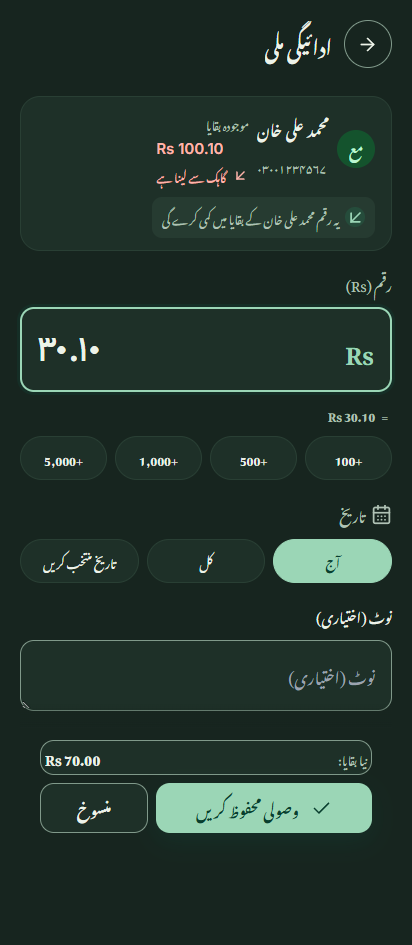 ادائیگی ملی
مع
محمد علی خان
۰۳۰۰۱۲۳۴۵۶۷
موجودہ بقایا
Rs 100.10
گاہک سے لینا ہے
یہ رقم محمد علی خان کے بقایا میں کمی کرے گی
رقم (Rs)
Rs
۳۰.۱۰
= Rs 30.10
100+
500+
1,000+
5,000+
تاریخ
آج
کل
تاریخ منتخب کریں
نوٹ (اختیاری)
نوٹ (اختیاری)
نیا بقایا:
Rs 70.00
وصولی محفوظ کریں
منسوخ